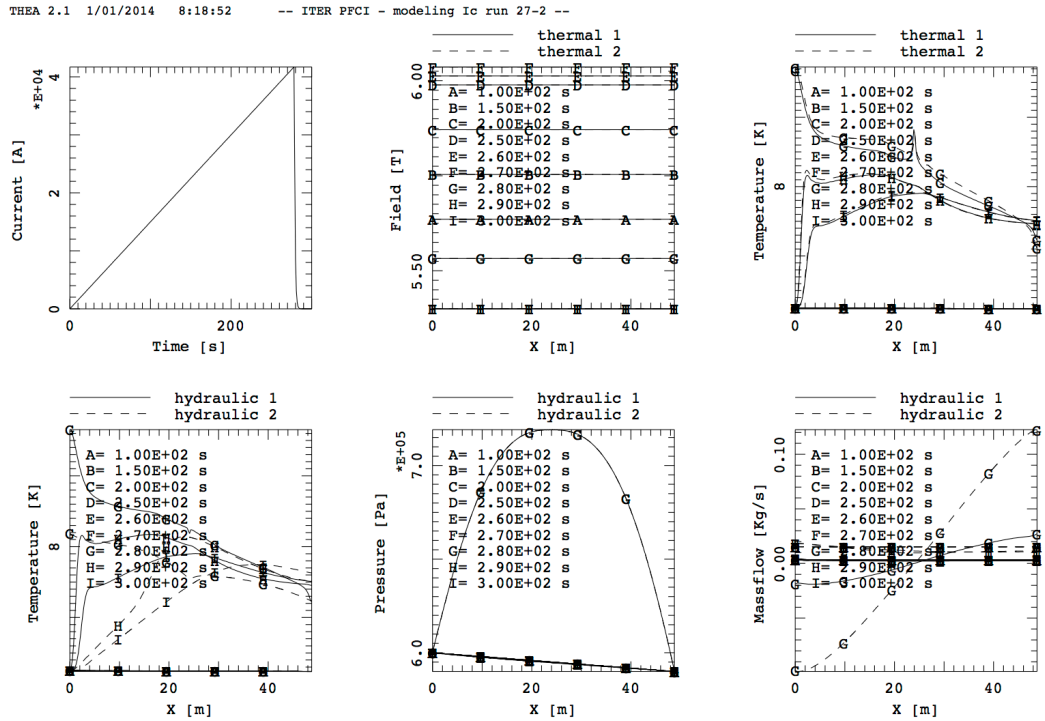 THEA 2.1 1/01/2014 8:18:52 -- ITER PFCI - modeling Ic run 27-2 --
*E+04
4
2
0
Current [A]
0 200
Time [s]
thermal 1
thermal 2
6.00
5.50
Field [T]
A= 1.00E+02 s
B= 1.50E+02 s
C= 2.00E+02 s
D= 2.50E+02 s
E= 2.60E+02 s
F= 2.70E+02 s
G= 2.80E+02 s
H= 2.90E+02 s
I= 3.00E+02 s
0 20 40
X [m]
thermal 1
thermal 2
8
Temperature [K]
A= 1.00E+02 s
B= 1.50E+02 s
C= 2.00E+02 s
D= 2.50E+02 s
E= 2.60E+02 s
F= 2.70E+02 s
G= 2.80E+02 s
H= 2.90E+02 s
I= 3.00E+02 s
0 20 40
X [m]
hydraulic 1
hydraulic 2
8
Temperature [K]
A= 1.00E+02 s
B= 1.50E+02 s
C= 2.00E+02 s
D= 2.50E+02 s
E= 2.60E+02 s
F= 2.70E+02 s
G= 2.80E+02 s
H= 2.90E+02 s
I= 3.00E+02 s
0 20 40
X [m]
hydraulic 1
hydraulic 2
*E+05
7.0
6.0
Pressure [Pa]
A= 1.00E+02 s
B= 1.50E+02 s
C= 2.00E+02 s
D= 2.50E+02 s
E= 2.60E+02 s
F= 2.70E+02 s
G= 2.80E+02 s
H= 2.90E+02 s
I= 3.00E+02 s
0 20 40
X [m]
hydraulic 1
hydraulic 2
0.10
0.00
Massflow [Kg/s]
A= 1.00E+02 s
B= 1.50E+02 s
C= 2.00E+02 s
D= 2.50E+02 s
E= 2.60E+02 s
F= 2.70E+02 s
G= 2.80E+02 s
H= 2.90E+02 s
I= 3.00E+02 s
0 20 40
X [m]